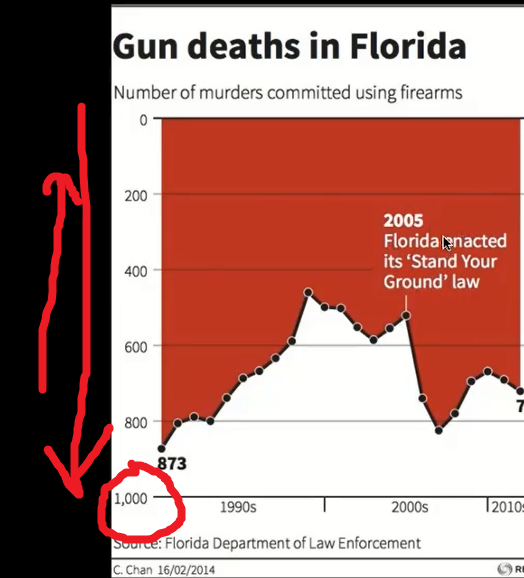 Gun deaths in Florida
Number of murders committed using firearms
0
200
2005
Florida enacted
its ‘Stand Your
Ground’ law
400
600
800
873
7
1,000
1990s
2000s
2010s
Source: Florida Department of Law Enforcement
C. Chan 16/02/2014